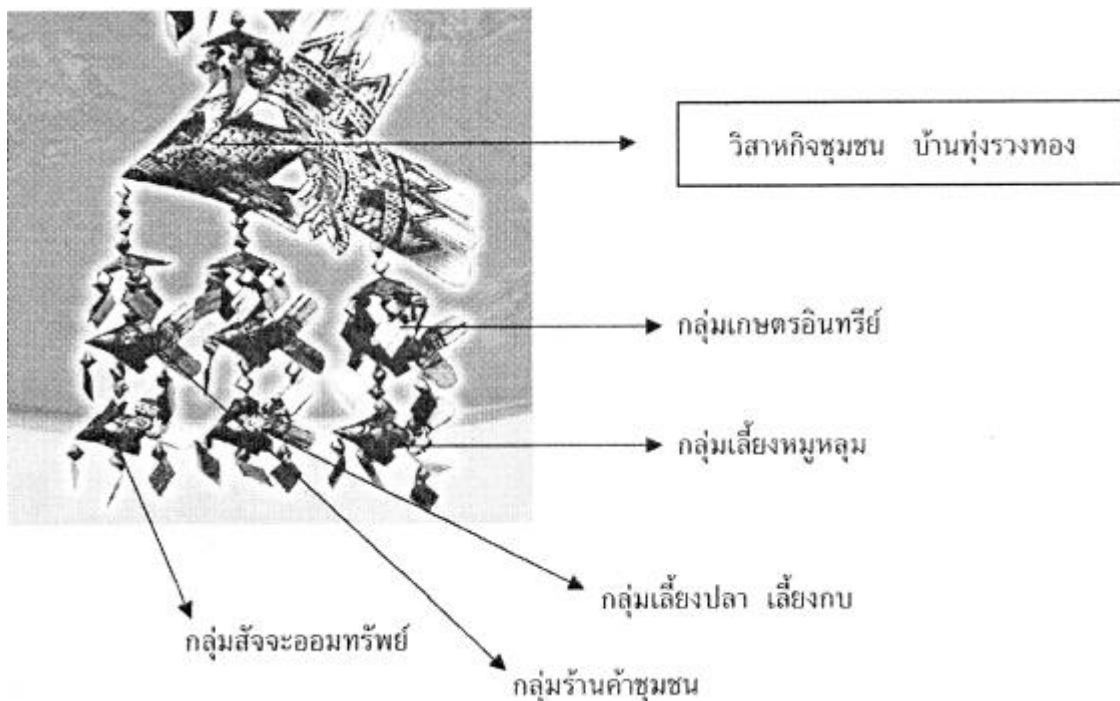 วิสาหกิจชุมชน บ้านทุ่งรวงทอง
กลุ่มเกษตรอินทรีย์
กลุ่มเลี้ยงหมูหลุม
กลุ่มเลี้ยงปลา เลี้ยงกบ
กลุ่มสัจจะออมทรัพย์
กลุ่มร้านค้าชุมชน